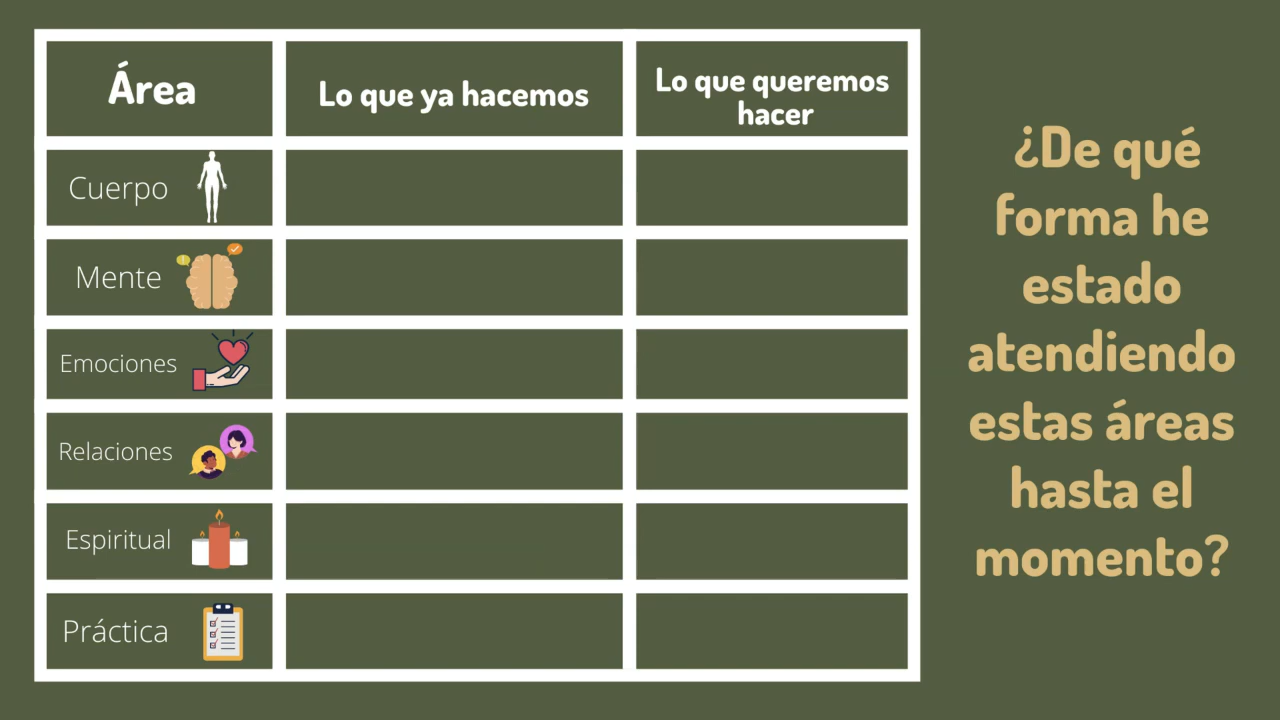 Área
Lo que ya hacemos
Lo que queremos
hacer
Cuerpo
Mente
Emociones
Relaciones
Espiritual
Práctica
¿De qué
forma he
estado
atendiendo
estas áreas
hasta el
momento?